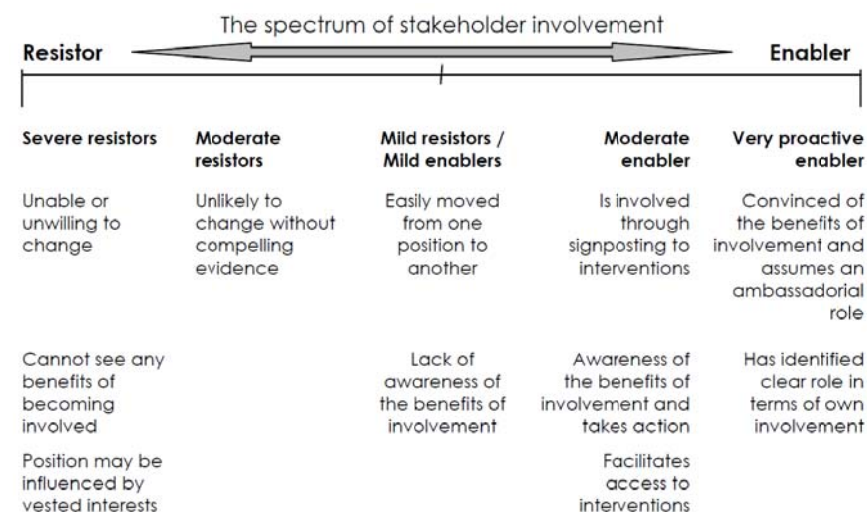 The spectrum of stakeholder involvement
Resistor
Enabler
Severe resistors
Unable or
unwilling to
change
Cannot see any
benefits of
becoming
involved
Position may be
influenced by
vested interests
Moderate
resistors
Unlikely to
change without
compelling
evidence
Mild resistors /
Mild enablers
Easily moved
from one
position to
another
Lack of
awareness of
the benefits of
involvement
Moderate
enabler
Is involved
through
signposting to
interventions
Awareness of
the benefits of
involvement and
takes action
Facilitates
access to
interventions
Very proactive
enabler
Convinced of
the benefits of
involvement and
assumes an
ambassadorial
role
Has identified
clear role in
terms of own
involvement